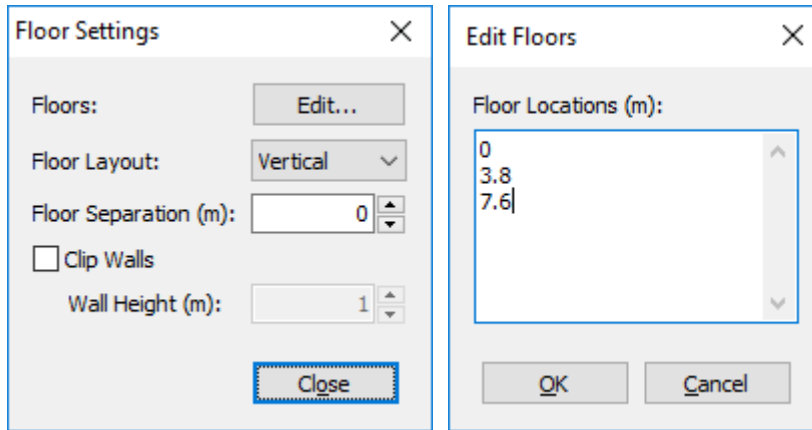 Floor Settings
Floors:
Edit...
Floor Layout:
Vertical
Floor Separation (m):
0
Clip Walls
Wall Height (m):
1
Close
Edit Floors
Floor Locations (m):
0
3.8
7.6
OK
Cancel